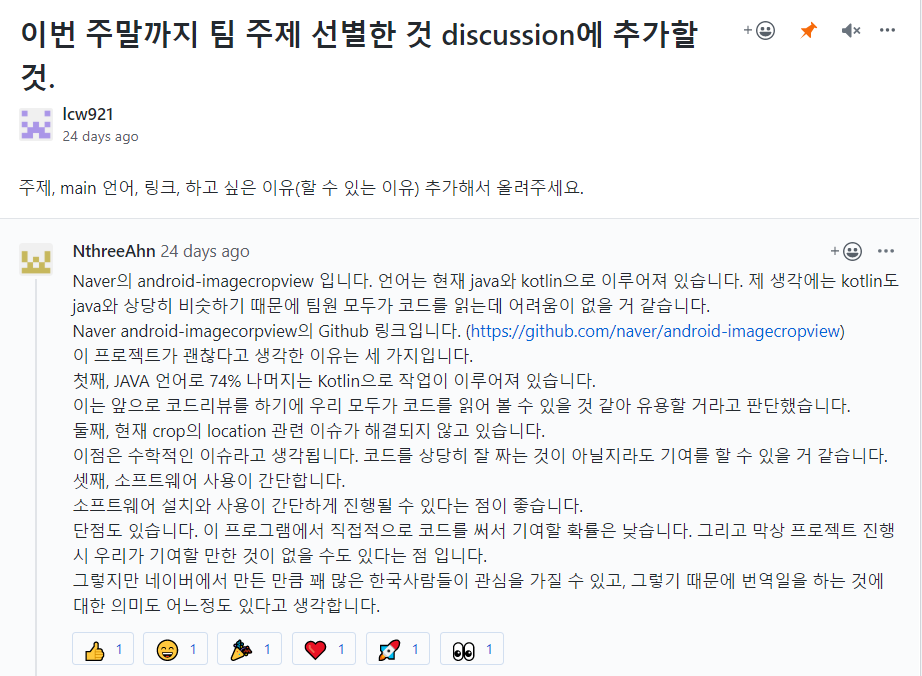 이번 주말까지 팀 주제 선별한 것 discussion에 추가할
것.
lcw921
24 days ago
주제, main 언어, 링크, 하고 싶은 이유(할 수 있는 이유) 추가해서 올려주세요.
NthreeAhn 24 days ago
Naver의 android-imagecropview 입니다. 언어는 현재 java와 kotlin으로 이루어져 있습니다. 제 생각에는 kotlin도
java와 상당히 비슷하기 때문에 팀원 모두가 코드를 읽는데 어려움이 없을 거 같습니다.
Naver android-imagecorpview의 Github 링크입니다. (https://github.com/naver/android-imagecropview)
이 프로젝트가 괜찮다고 생각한 이유는 세 가지입니다.
첫째, JAVA 언어로 74% 나머지는 Kotlin으로 작업이 이루어져 있습니다.
이는 앞으로 코드리뷰를 하기에 우리 모두가 코드를 읽어 볼 수 있을 것 같아 유용할 거라고 판단했습니다.
둘째, 현재 crop의 location 관련 이슈가 해결되지 않고 있습니다.
이점은 수학적인 이슈라고 생각됩니다. 코드를 상당히 잘 짜는 것이 아닐지라도 기여를 할 수 있을 거 같습니다.
셋째, 소프트웨어 사용이 간단합니다.
소프트웨어 설치와 사용이 간단하게 진행될 수 있다는 점이 좋습니다.
단점도 있습니다. 이 프로그램에서 직접적으로 코드를 써서 기여할 확률은 낮습니다. 그리고 막상 프로젝트 진행
시 우리가 기여할 만한 것이 없을 수도 있다는 점 입니다.
그렇지만 네이버에서 만든 만큼 꽤 많은 한국사람들이 관심을 가질 수 있고, 그렇기 때문에 번역일을 하는 것에
대한 의미도 어느정도 있다고 생각합니다.
1 1 1 1 1 1